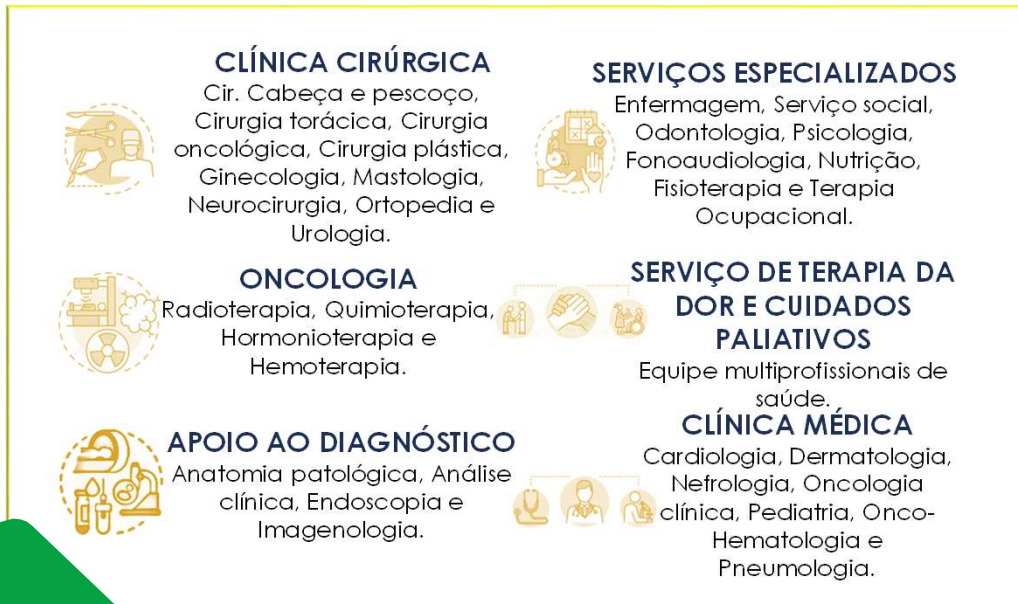 CLÍNICA CIRÚRGICA
Cir. Cabeça e pescoço,
Cirurgia torácica, Cirurgia
oncológica, Cirurgia plástica,
Ginecologia, Mastologia,
Neurocirurgia, Ortopedia e
Urologia.
ONCOLOGIA
Radioterapia, Quimioterapia,
Hormonioterapia e
Hemoterapia.
APOIO AO DIAGNÓSTICO
Anatomia patológica, Análise
clínica, Endoscopia e
Imagenologia.
SERVIÇOS ESPECIALIZADOS
Enfermagem, Serviço social,
Odontologia, Psicologia,
Fonoaudiologia, Nutrição,
Fisioterapia e Terapia
Ocupacional.
SERVIÇO DE TERAPIA DA
DOR E CUIDADOS
PALIATIVOS
Equipe multiprofissionais de
saúde.
CLÍNICA MÉDICA
Cardiologia, Dermatologia,
Nefrologia, Oncologia
clínica, Pediatria, Onco-
Hematologia e
Pneumologia.